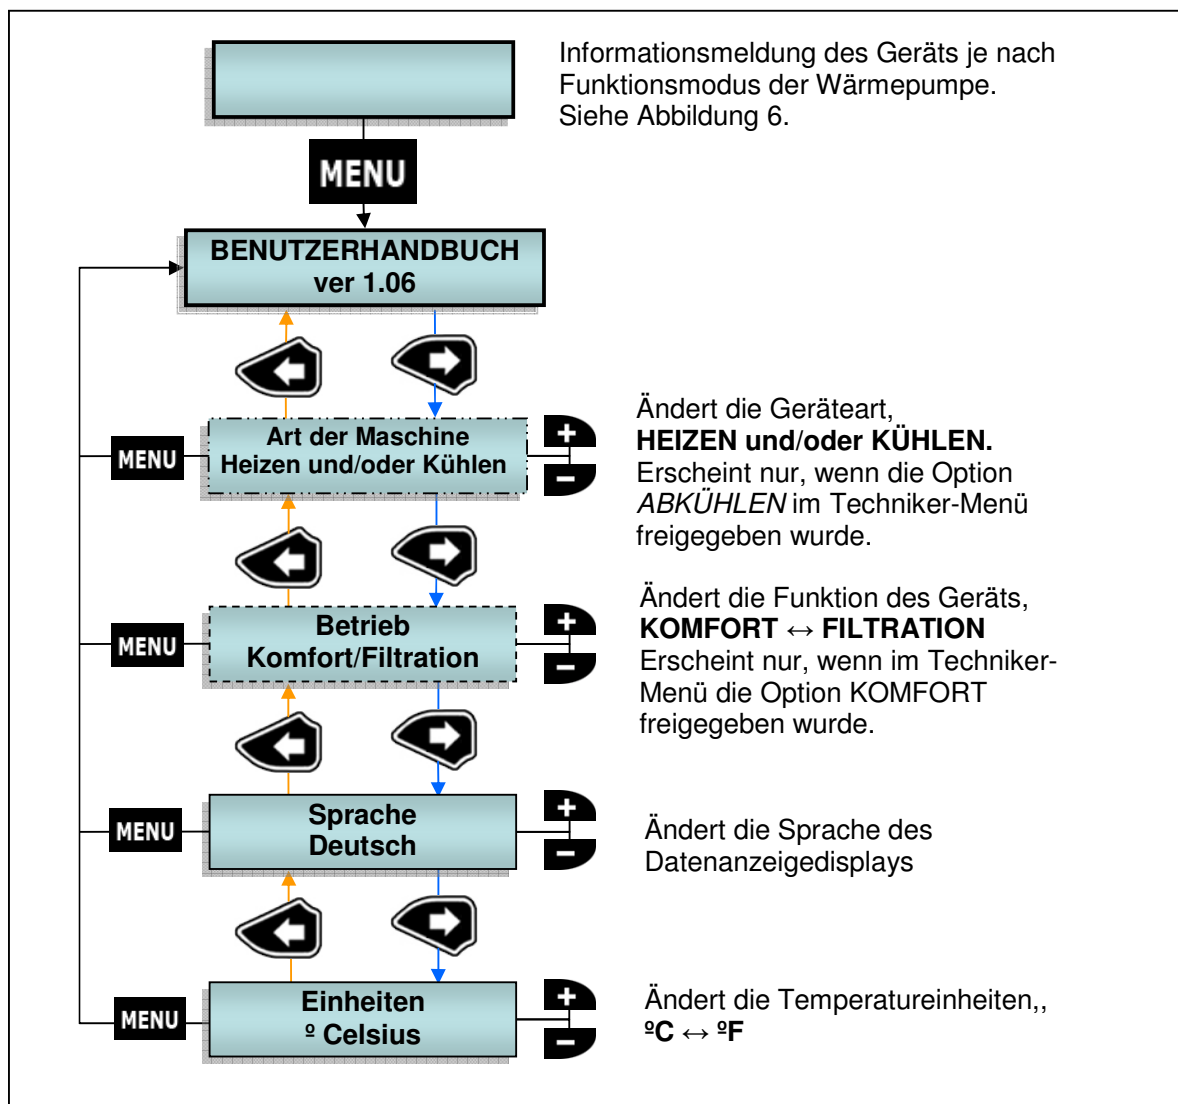 Informationsmeldung des Geräts je nach
Funktionsmodus der Wärmepumpe.
Siehe Abbildung 6.
MENU
BENUTZERHANDBUCH
ver 1.06
MENU
Art der Maschine
Heizen und/oder Kühlen
+
−
Ändert die Geräteart,
HEIZEN und/oder KÜHLEN.
Erscheint nur, wenn die Option
ABKÜHLEN im Techniker-Menü
freigegeben wurde.
MENU
Betrieb
Komfort/Filtration
+
−
Ändert die Funktion des Geräts,
KOMFORT ↔ FILTRATION
Erscheint nur, wenn im Techniker-
Menü die Option KOMFORT
freigegeben wurde.
MENU
Sprache
Deutsch
+
−
Ändert die Sprache des
Datenanzeigedisplays
MENU
Einheiten
º Celsius
+
−
Ändert die Temperatureinheiten,,
ºC ↔ ºF